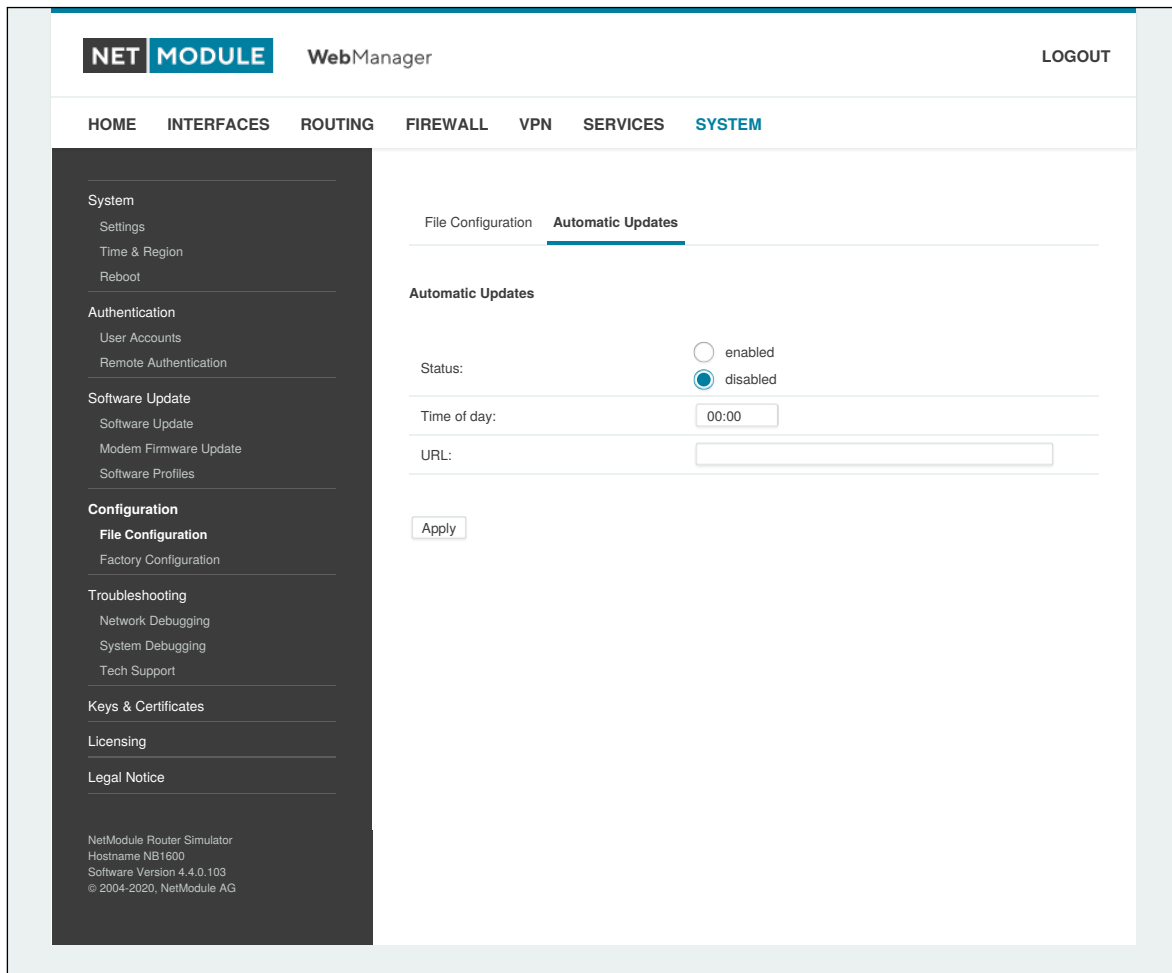 NET MODULE WebManager LOGOUT
HOME INTERFACES ROUTING FIREWALL VPN SERVICES SYSTEM
System
Settings
Time & Region
Reboot
Authentication
User Accounts
Remote Authentication
Software Update
Software Update
Modem Firmware Update
Software Profiles
Configuration
File Configuration
Factory Configuration
Troubleshooting
Network Debugging
System Debugging
Tech Support
Keys & Certificates
Licensing
Legal Notice
NetModule Router Simulator
Hostname NB1600
Software Version 4.4.0.103
© 2004-2020, NetModule AG
File Configuration Automatic Updates
Automatic Updates
Status:
enabled
disabled
Time of day: 00:00
URL:
Apply